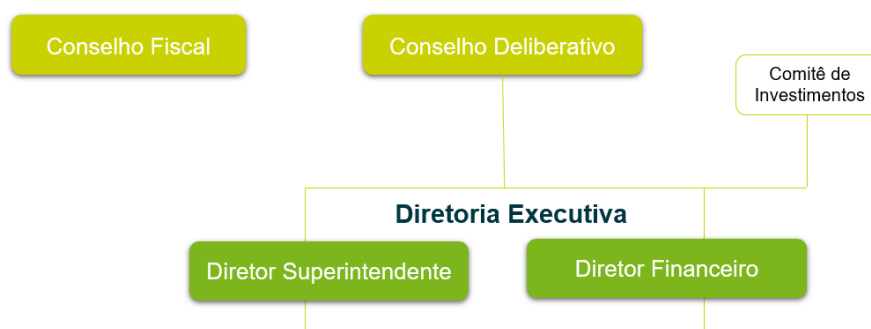 Conselho Fiscal
Conselho Deliberativo
Comitê de
Investimentos
Diretoria Executiva
Diretor Superintendente
Diretor Financeiro